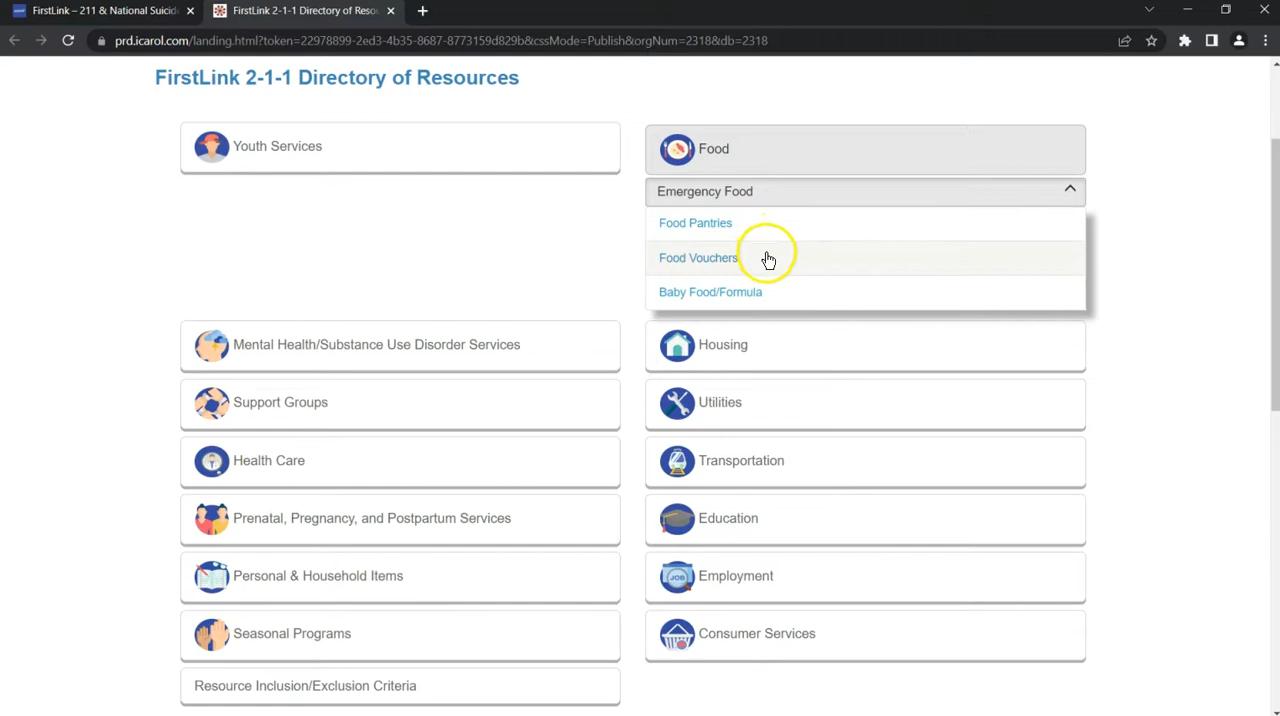 FirstLink – 211 & National Suicid
FirstLink 2-1-1 Directory of Resou
prd.icarol.com/landing.html?token=22978899-2ed3-4b35-8687-8773159d829b&cssMode=Publish&orgNum=2318&db=2318
FirstLink 2-1-1 Directory of Resources
Youth Services
Food
Emergency Food
Food Pantries
Food Vouchers
Baby Food/Formula
Mental Health/Substance Use Disorder Services
Housing
Support Groups
Utilities
Health Care
Transportation
Prenatal, Pregnancy, and Postpartum Services
Education
Personal & Household Items
JOB
Employment
Seasonal Programs
Consumer Services
Resource Inclusion/Exclusion Criteria